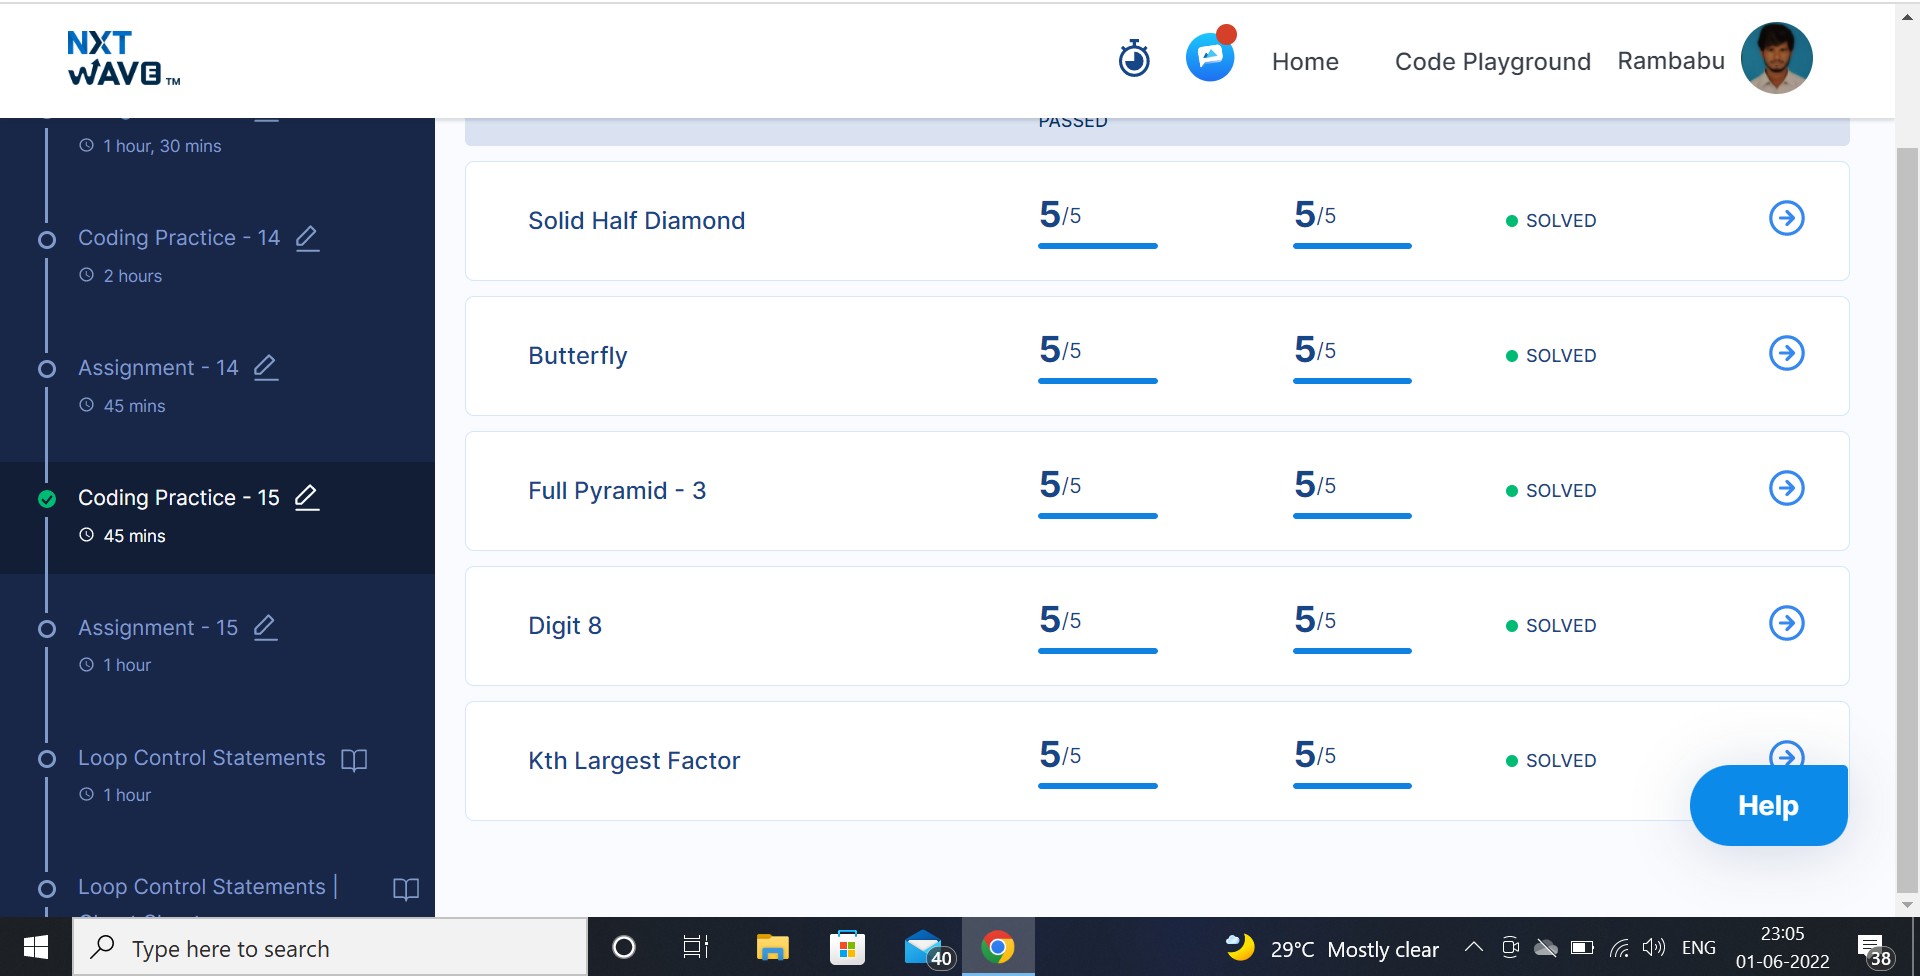 NXT
WAVE TM
Home
Code Playground
Rambabu
1 hour, 30 mins
Coding Practice - 14
2 hours
Assignment - 14
45 mins
Coding Practice - 15
45 mins
Assignment - 15
1 hour
Loop Control Statements
1 hour
Loop Control Statements |
PASSED
Solid Half Diamond 5/5 5/5 SOLVED
Butterfly 5/5 5/5 SOLVED
Full Pyramid - 3 5/5 5/5 SOLVED
Digit 8 5/5 5/5 SOLVED
Kth Largest Factor 5/5 5/5 SOLVED
Help
Type here to search
40
29°C Mostly clear
ENG
23:05
01-06-2022
38